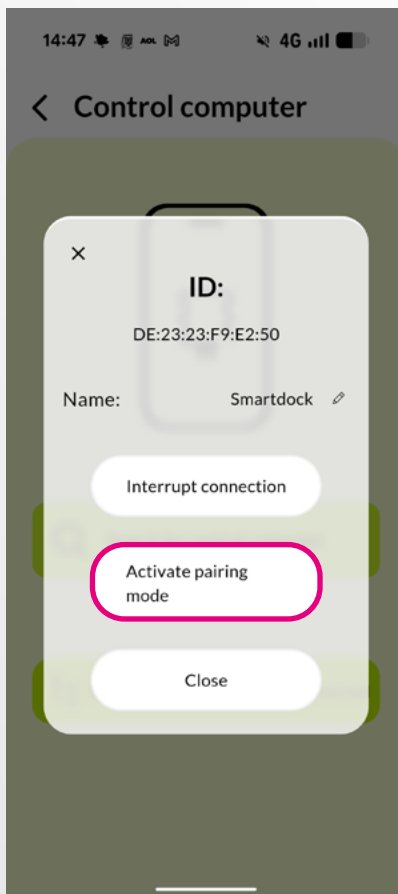 14:47 AOL 4G
Control computer
ID:
DE:23:23:F9:E2:50
Name: Smartdock
Interrupt connection
Activate pairing
mode
Close